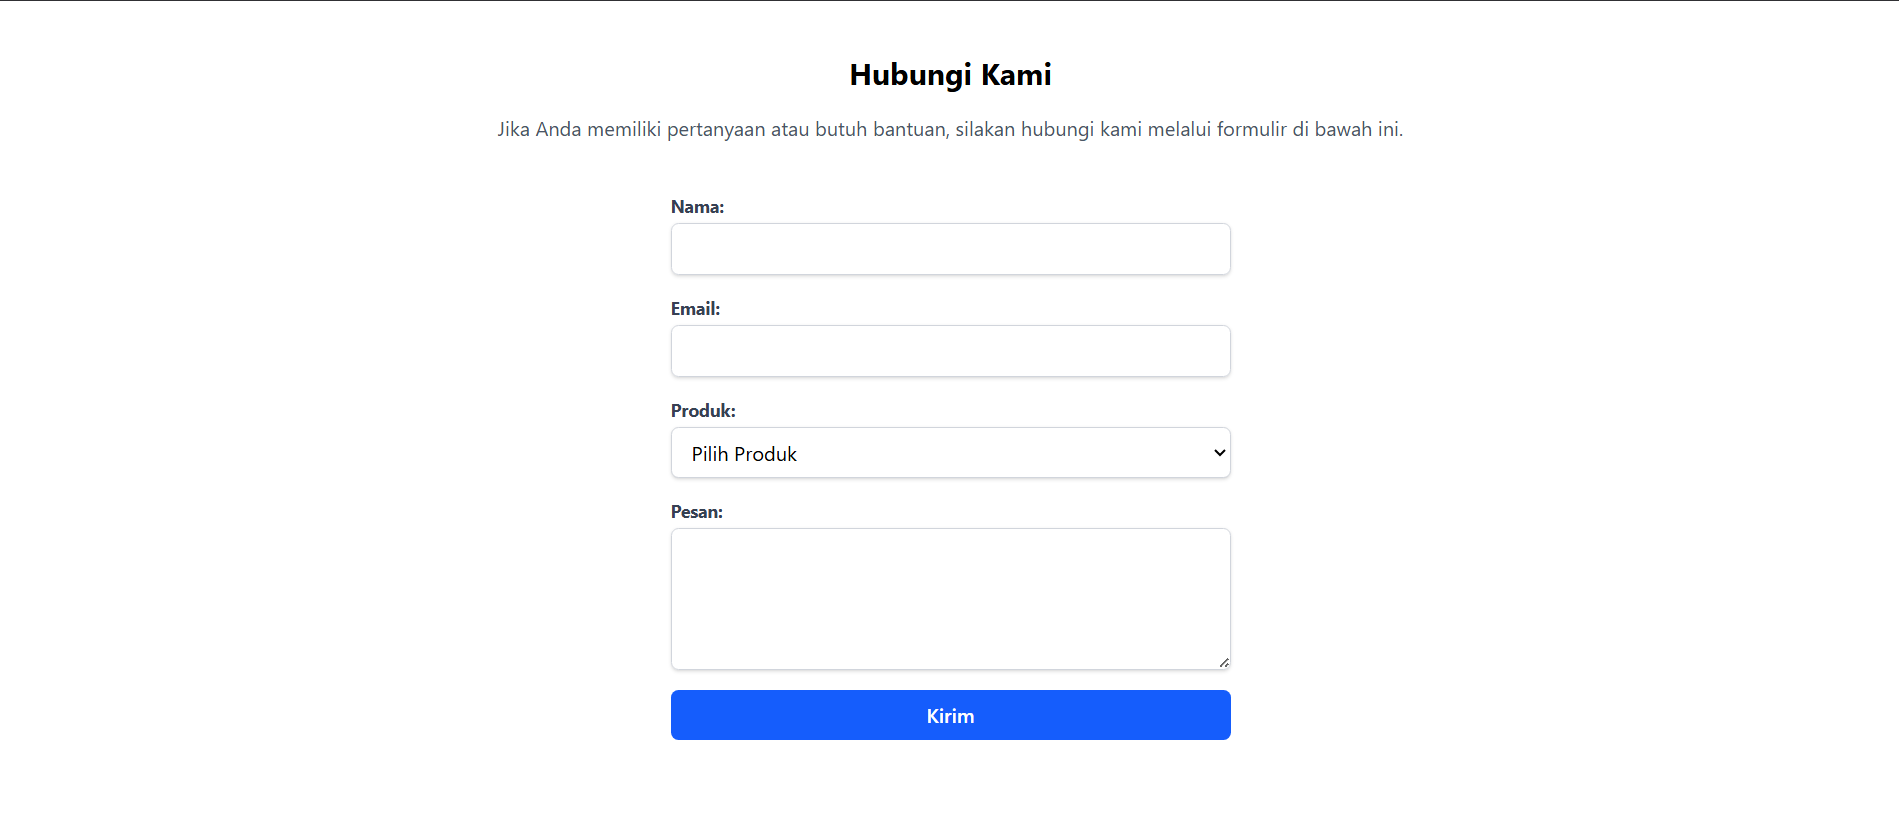 Hubungi Kami
Jika Anda memiliki pertanyaan atau butuh bantuan, silakan hubungi kami melalui formulir di bawah ini.
Nama:
Email:
Produk:
Pilih Produk
Pesan:
Kirim